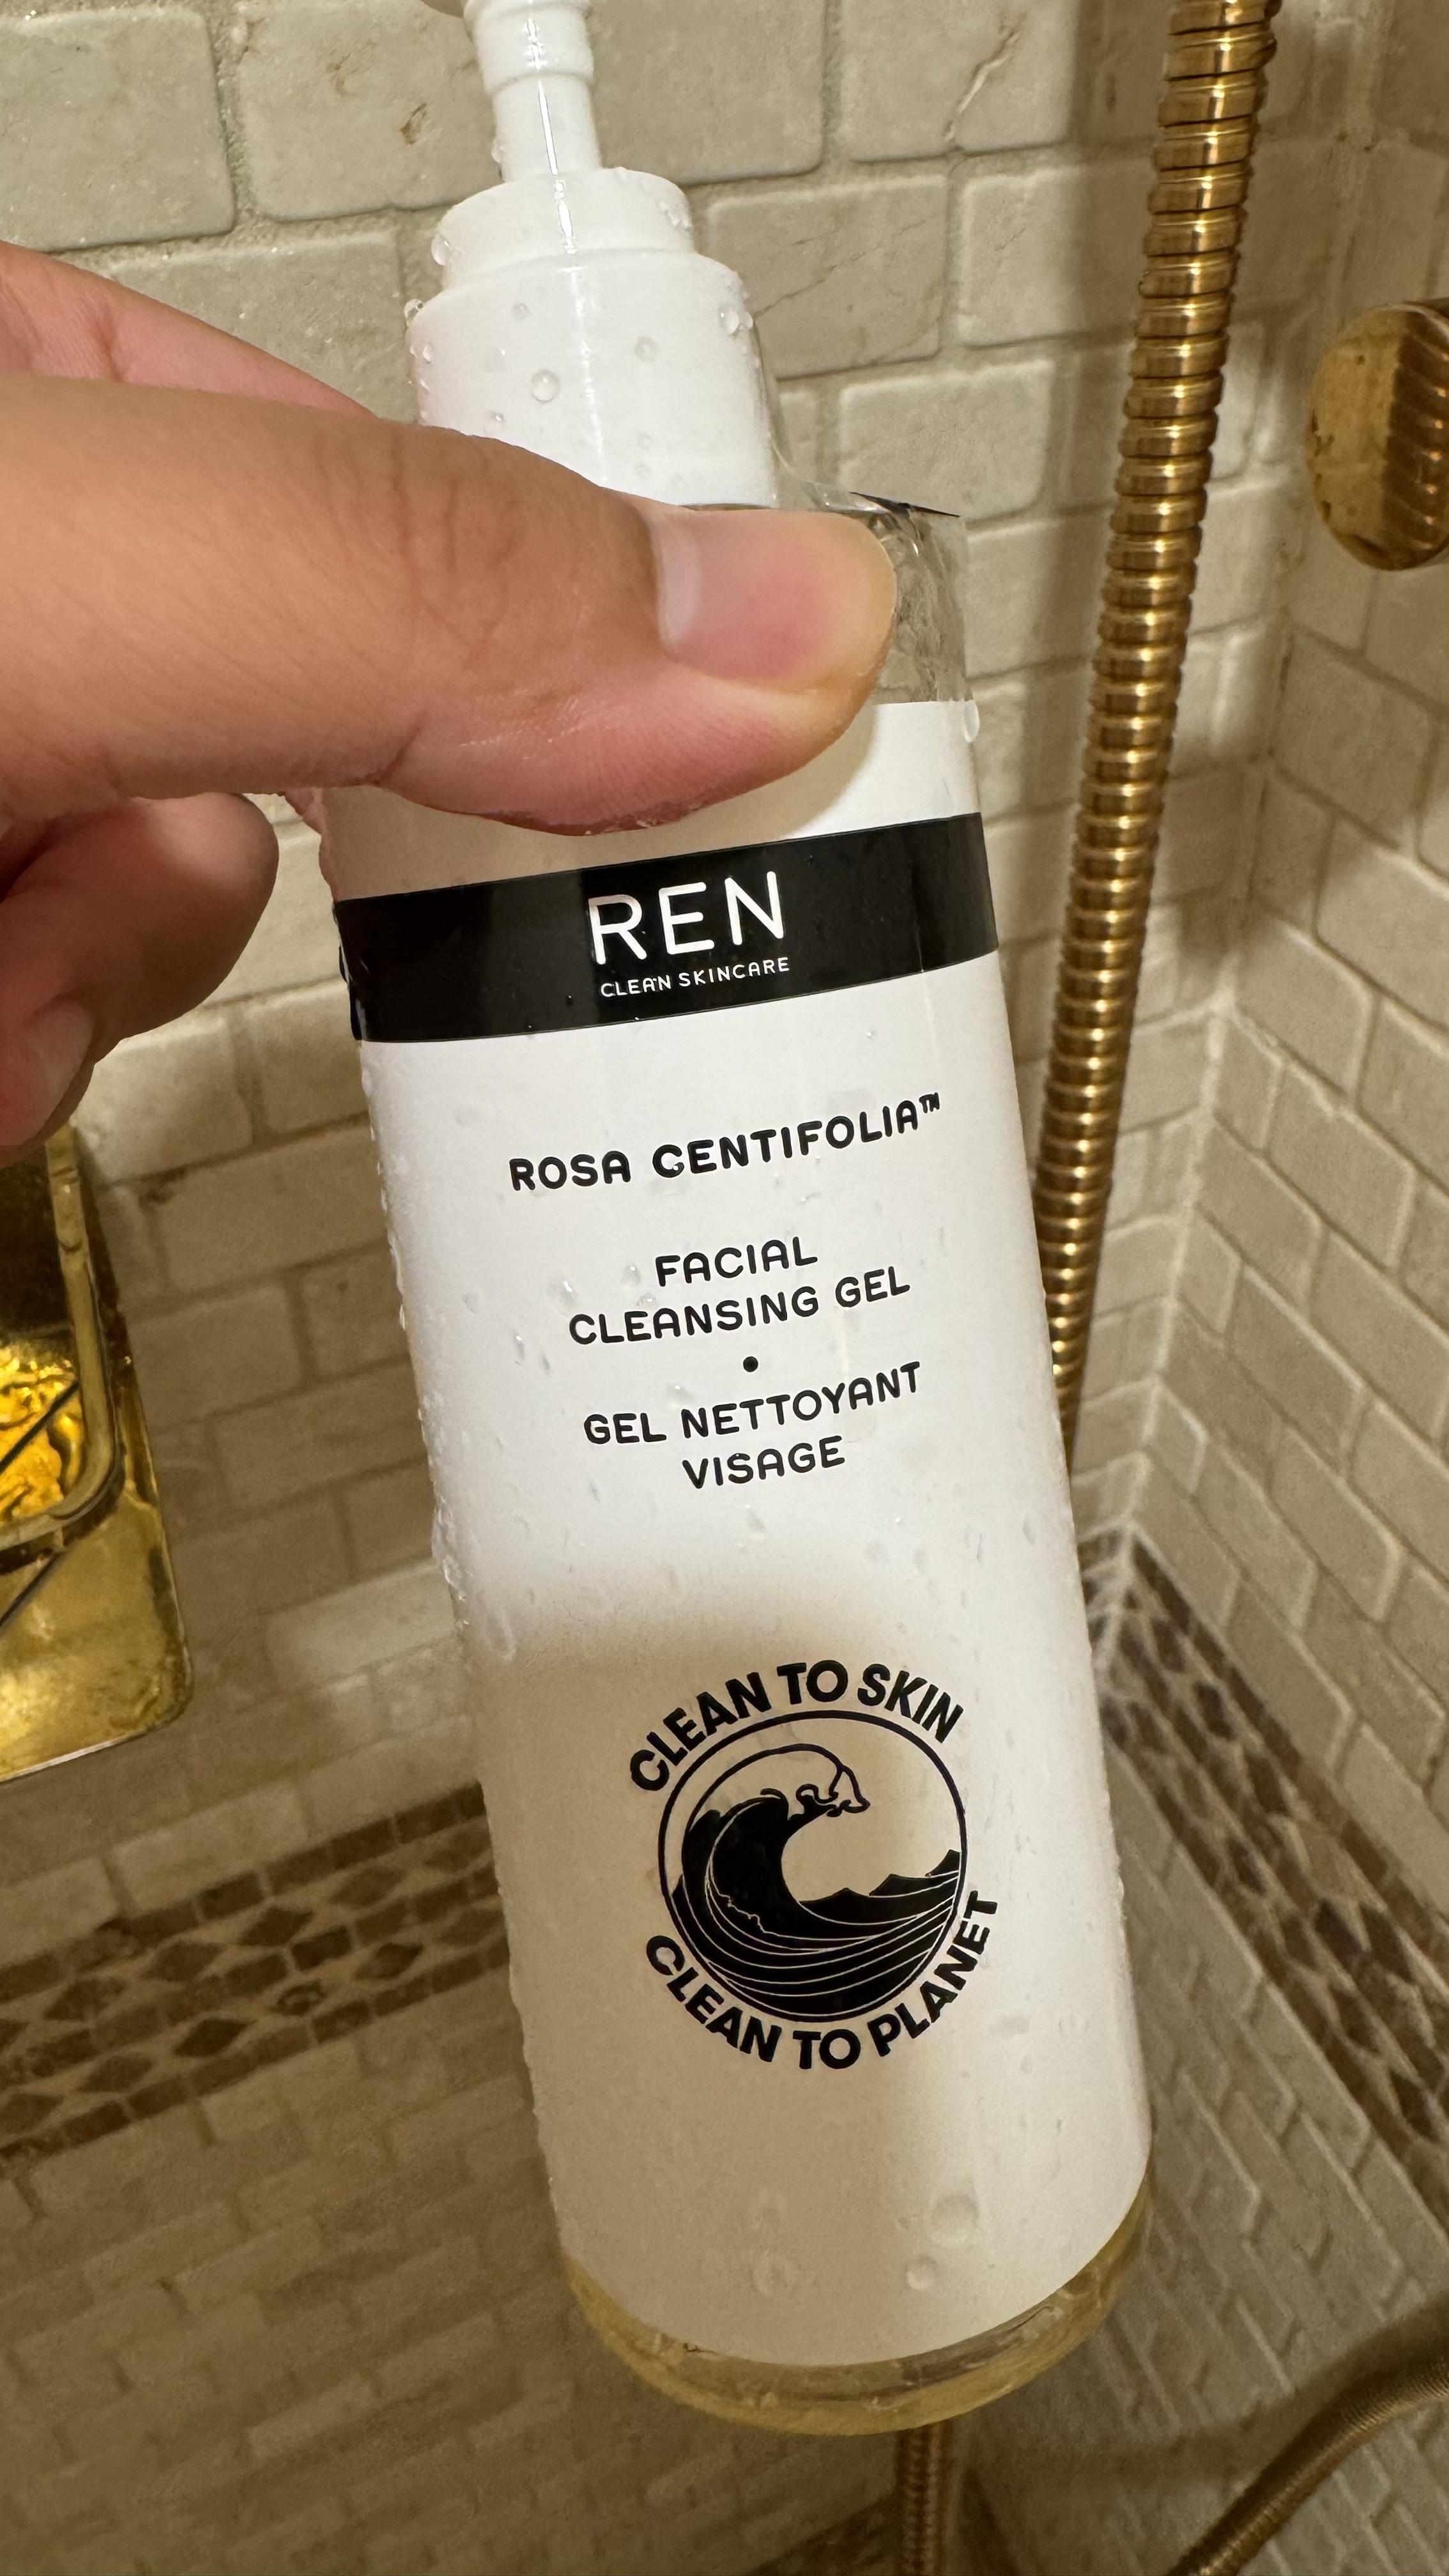 REN
CLEAN SKINCARE
ROSA CENTIFOLIA™
FACIAL
CLEANSING GEL
•
GEL NETTOYANT
VISAGE
CLEAN TO SKIN
CLEAN TO PLANET